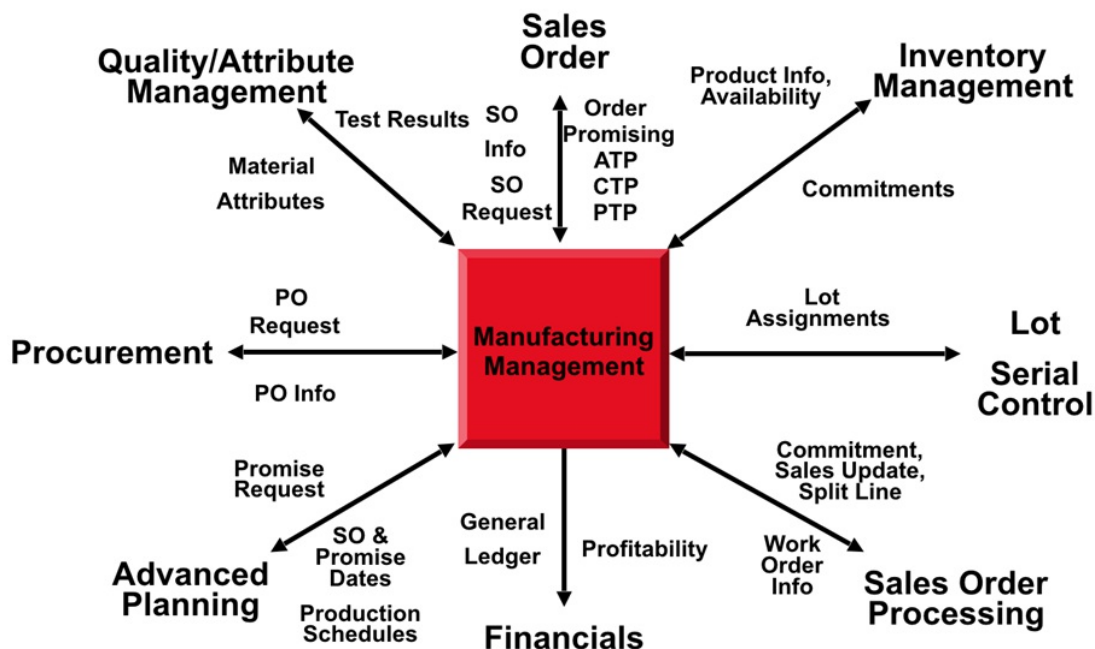 Sales
Order
Quality/Attribute
Management
Inventory
Management
Product Info,
Availability
Test Results
SO
Info
SO
Request
Order
Promising
ATP
CTP
PTP
Material
Attributes
Commitments
PO
Request
Lot
Assignments
Procurement
Manufacturing
Management
Lot
Serial
Control
PO Info
Promise
Request
Commitment,
Sales Update,
Split Line
SO &
Promise
Dates
General
Ledger
Profitability
Work
Order
Info
Advanced
Planning
Production
Schedules
Financials
Sales Order
Processing